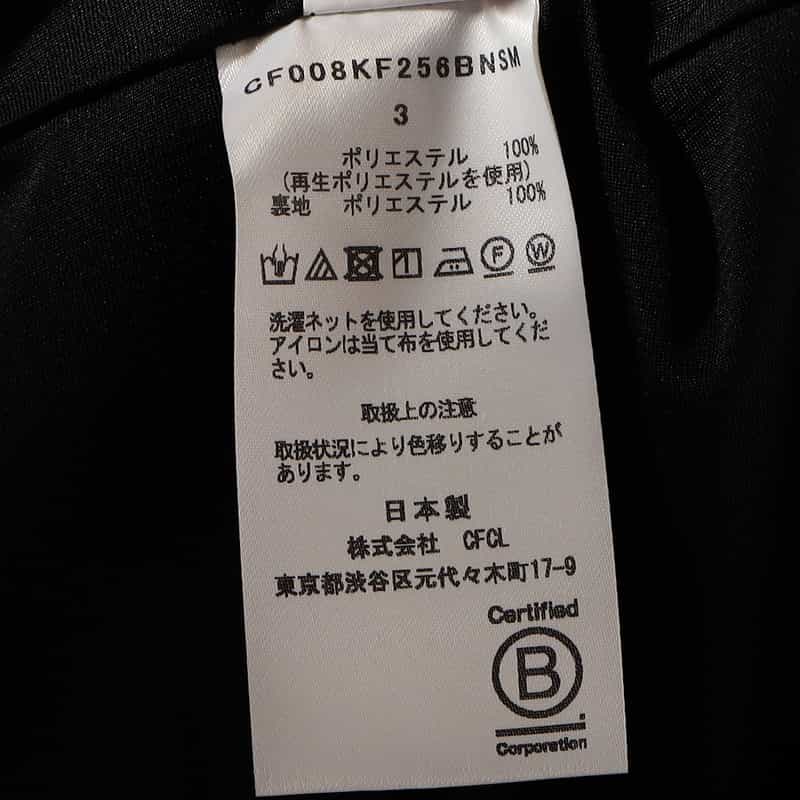 CF008KF256BNSM
3
ポリエステル 100%
(再生ポリエステルを使用)
裏地 ポリエステル 100%
F W
洗濯ネットを使用してください。
アイロンは当て布を使用してくだ
さい。
取扱上の注意
取扱状況により色移りすることが
あります。
日本製
株式会社 CFCL
東京都渋谷区元代々木町17-9
Certified
B
Corporation